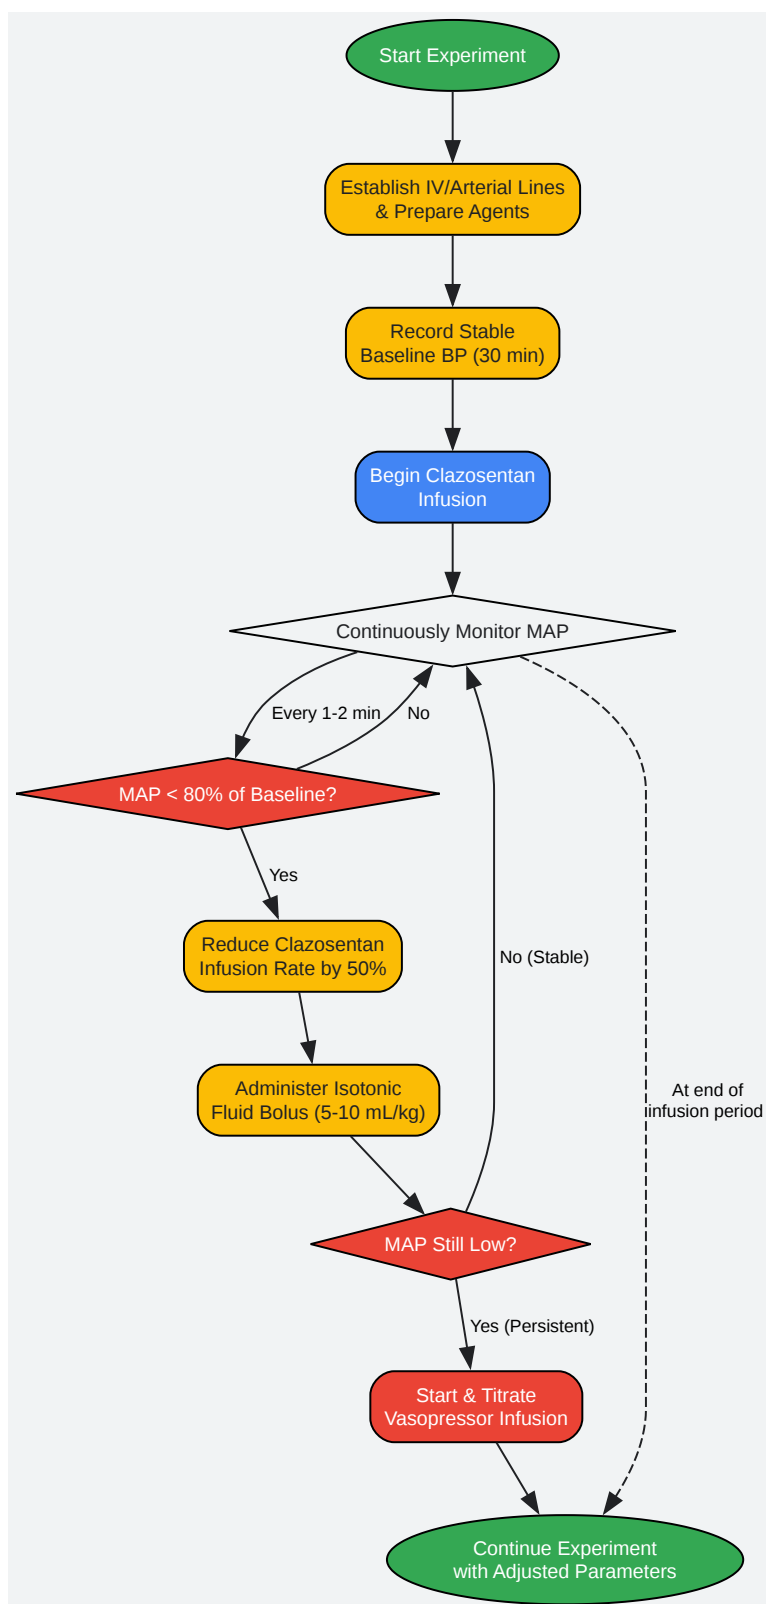 Start Experiment
Establish IV/Arterial Lines
& Prepare Agents
Record Stable
Baseline BP (30 min)
Begin Clazosentan
Infusion
Continuously Monitor MAP
Every 1-2 min
No
MAP < 80% of Baseline?
Yes
Reduce Clazosentan
Infusion Rate by 50%
No (Stable)
Administer Isotonic
Fluid Bolus (5-10 mL/kg)
At end of
infusion period
MAP Still Low?
Yes (Persistent)
Start & Titrate
Vasopressor Infusion
Continue Experiment
with Adjusted Parameters